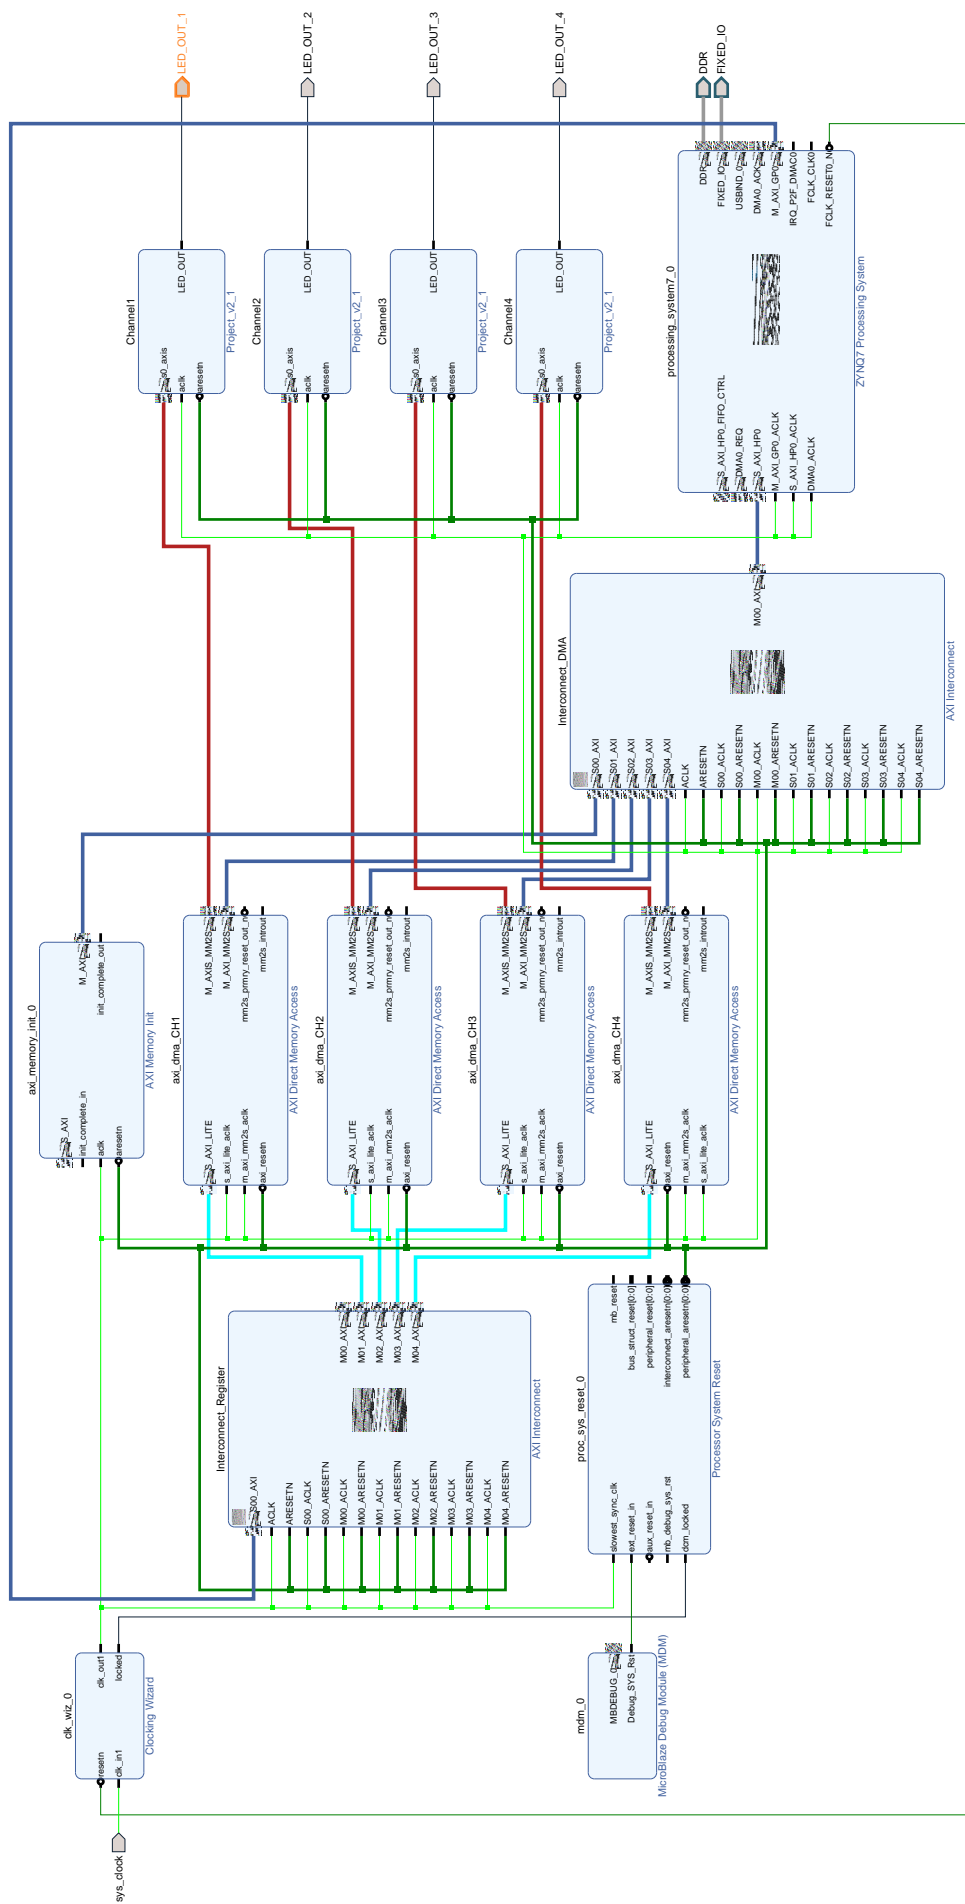 sys_clock
clk_wiz_0
resetn
clk_in1
clk_out1
locked
Clocking Wizard
mdm_0
MBDEBUG_0
Debug_SYS_Rst
MicroBlaze Debug Module (MDM)
Interconnect_Register
S00_AXI
ACLK
ARESETN
S00_ACLK
S00_ARESETN
M00_ACLK
M00_ARESETN
M01_ACLK
M01_ARESETN
M02_ACLK
M02_ARESETN
M03_ACLK
M03_ARESETN
M04_ACLK
M04_ARESETN
M00_AXI
M01_AXI
M02_AXI
M03_AXI
M04_AXI
AXI Interconnect
proc_sys_reset_0
slowest_sync_clk
ext_reset_in
aux_reset_in
mb_debug_sys_rst
dcm_locked
mb_reset
bus_struct_reset[0:0]
peripheral_reset[0:0]
interconnect_aresetn[0:0]
peripheral_aresetn[0:0]
Processor System Reset
axi_memory_init_0
S_AXI
init_complete_in
aclk
aresetn
M_AXI
init_complete_out
AXI Memory Init
axi_dma_CH1
S_AXI_LITE
s_axi_lite_aclk
m_axi_mm2s_aclk
axi_resetn
M_AXIS_MM2S
M_AXI_MM2S
mm2s_prmry_reset_out_n
mm2s_introut
AXI Direct Memory Access
axi_dma_CH2
S_AXI_LITE
s_axi_lite_aclk
m_axi_mm2s_aclk
axi_resetn
M_AXIS_MM2S
M_AXI_MM2S
mm2s_prmry_reset_out_n
mm2s_introut
AXI Direct Memory Access
axi_dma_CH3
S_AXI_LITE
s_axi_lite_aclk
m_axi_mm2s_aclk
axi_resetn
M_AXIS_MM2S
M_AXI_MM2S
mm2s_prmry_reset_out_n
mm2s_introut
AXI Direct Memory Access
axi_dma_CH4
S_AXI_LITE
axi_resetn
m_axi_mm2s_aclk
s_axi_lite_aclk
M_AXIS_MM2S
M_AXI_MM2S
mm2s_prmry_reset_out_n
mm2s_introut
AXI Direct Memory Access
Interconnect_DMA
S00_AXI
S01_AXI
S02_AXI
S03_AXI
S04_AXI
ACLK
ARESETN
S00_ACLK
S00_ARESETN
M00_ACLK
M00_ARESETN
S01_ACLK
S01_ARESETN
S02_ACLK
S02_ARESETN
S03_ACLK
S03_ARESETN
S04_ACLK
S04_ARESETN
M00_AXI
AXI Interconnect
Channel1
s0_axis
aclk
aresetn
LED_OUT
Project_v2_1
Channel2
s0_axis
aclk
aresetn
LED_OUT
Project_v2_1
Channel3
s0_axis
aclk
aresetn
LED_OUT
Project_v2_1
Channel4
s0_axis
aclk
aresetn
LED_OUT
Project_v2_1
processing_system7_0
S_AXI_HP0_FIFO_CTRL
DMA0_REQ
S_AXI_HP0
M_AXI_GP0_ACLK
S_AXI_HP0_ACLK
DMA0_ACLK
DDR
FIXED_IO
USBIND_0
DMA0_ACK
M_AXI_GP0
IRQ_P2F_DMAC0
FCLK_CLK0
FCLK_RESET0_N
ZYNQ7 Processing System
LED_OUT_1
LED_OUT_2
LED_OUT_3
LED_OUT_4
DDR
FIXED_IO